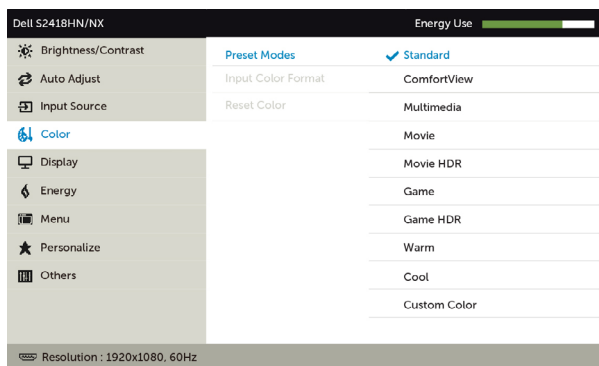 Dell S2418HN/NX
Energy Use
Brightness/Contrast
Auto Adjust
Input Source
Color
Display
Energy
Menu
Personalize
Others
Preset Modes
Input Color Format
Reset Color
Standard
ComfortView
Multimedia
Movie
Movie HDR
Game
Game HDR
Warm
Cool
Custom Color
Resolution : 1920x1080, 60Hz